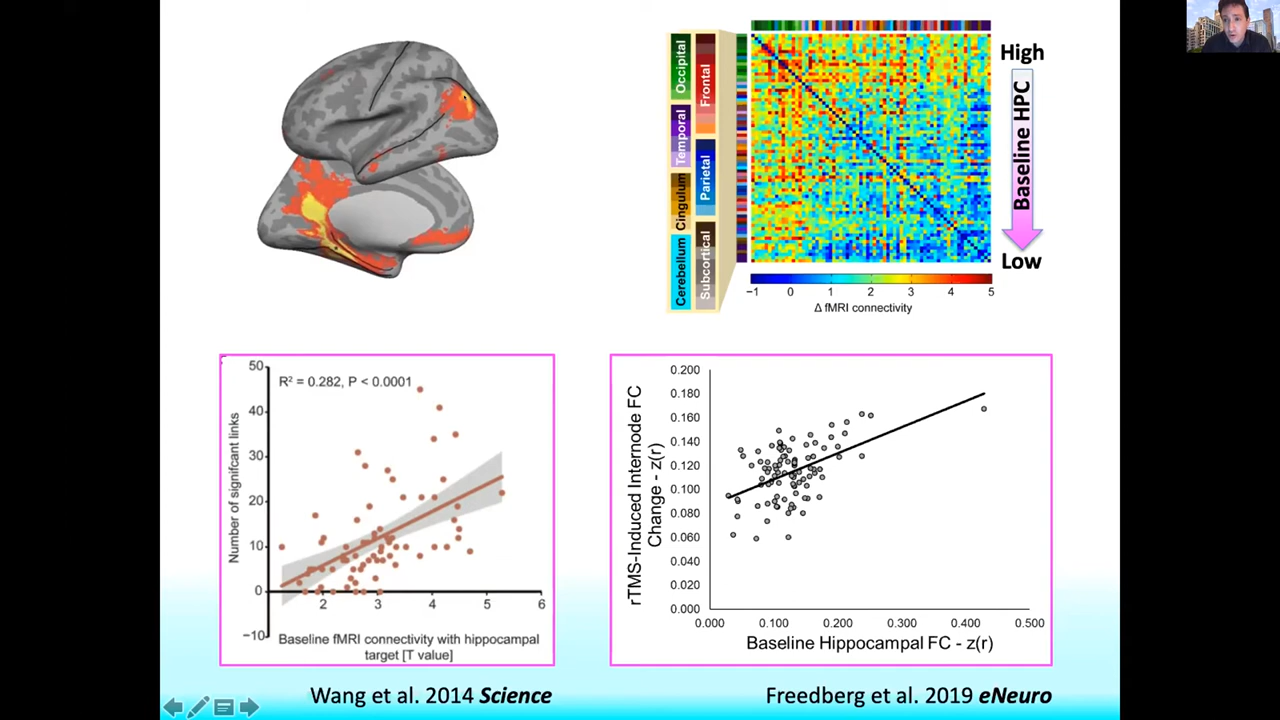 Occipital
Frontal
Temporal
Parietal
Cingulum
Cerebellum
Subcortical
High
Baseline HPC
Low
−1 0 1 2 3 4 5
Δ fMRI connectivity
50
40
30
20
10
0
−10
R² = 0.282, P < 0.0001
Number of signifcant links
2 3 4 5 6
Baseline fMRI connectivity with hippocampal
target [T value]
0.200
0.180
0.160
0.140
0.120
0.100
0.080
0.060
0.040
0.020
0.000
rTMS-Induced Internode FC
Change - z(r)
0.000 0.100 0.200 0.300 0.400 0.500
Baseline Hippocampal FC - z(r)
Wang et al. 2014 Science
Freedberg et al. 2019 eNeuro